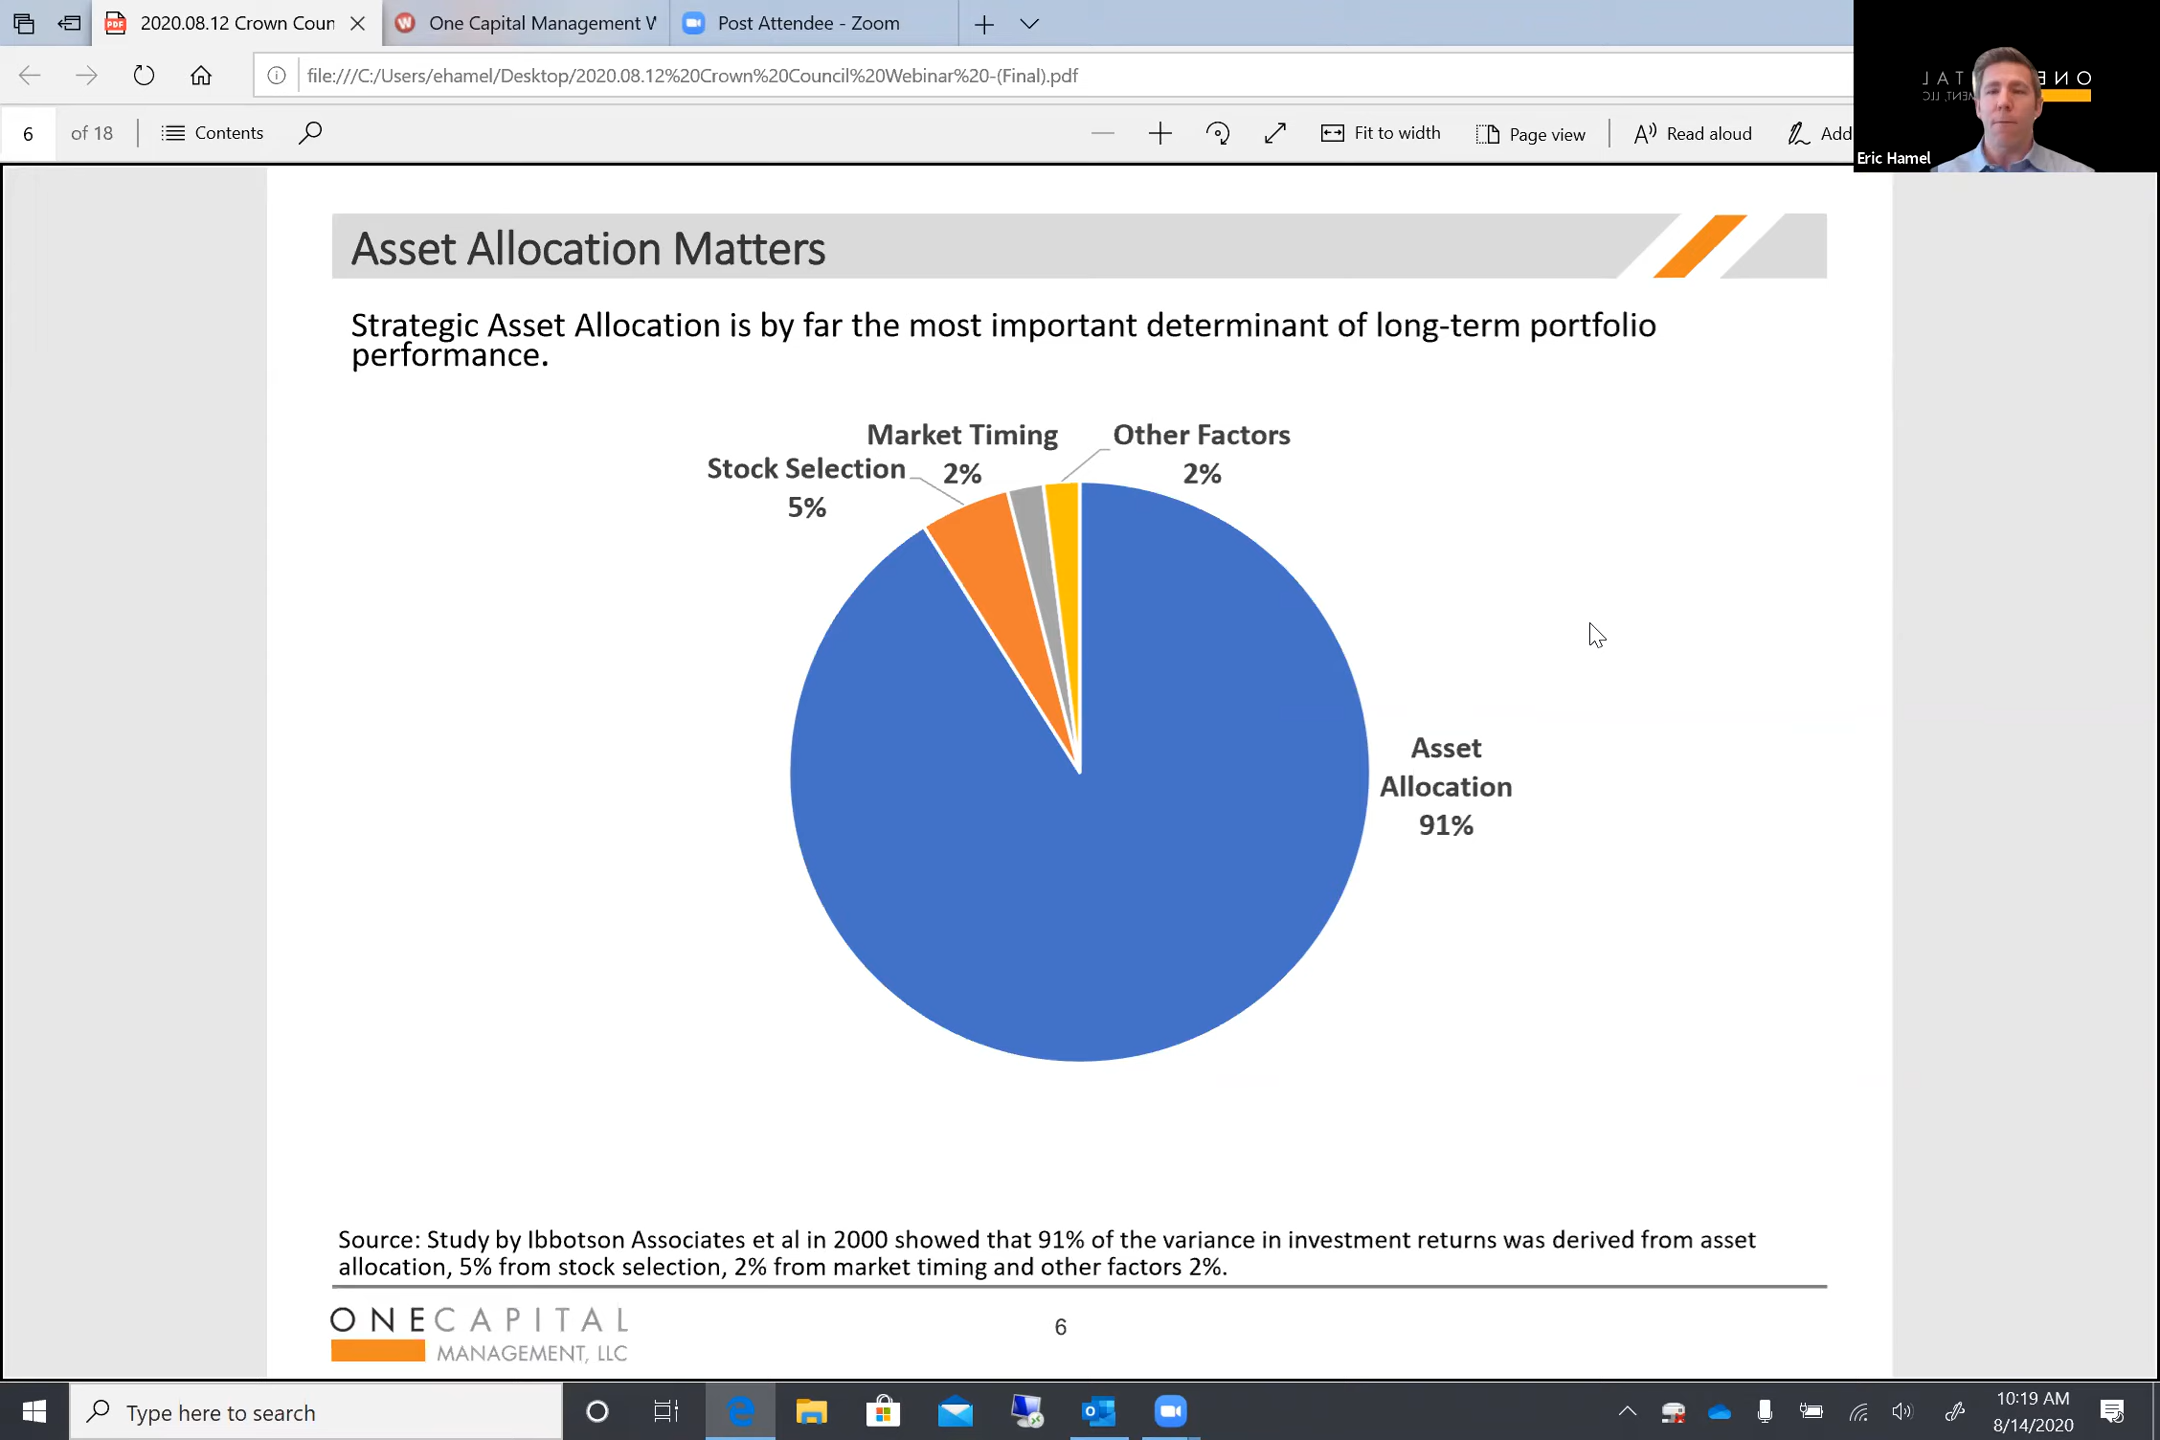 2020.08.12 Crown Coun
One Capital Management W
Post Attendee - Zoom
file:///C:/Users/ehamel/Desktop/2020.08.12%20Crown%20Council%20Webinar%20-(Final).pdf
6 of 18
Contents
Fit to width
Page view
Read aloud
Add
ONE TAL
MENT, LLC
Eric Hamel
Asset Allocation Matters
Strategic Asset Allocation is by far the most important determinant of long-term portfolio
performance.
Market Timing
2%
Other Factors
2%
Stock Selection
5%
Asset
Allocation
91%
Source: Study by Ibbotson Associates et al in 2000 showed that 91% of the variance in investment returns was derived from asset
allocation, 5% from stock selection, 2% from market timing and other factors 2%.
ONECAPITAL
MANAGEMENT, LLC
6
Type here to search
10:19 AM
8/14/2020